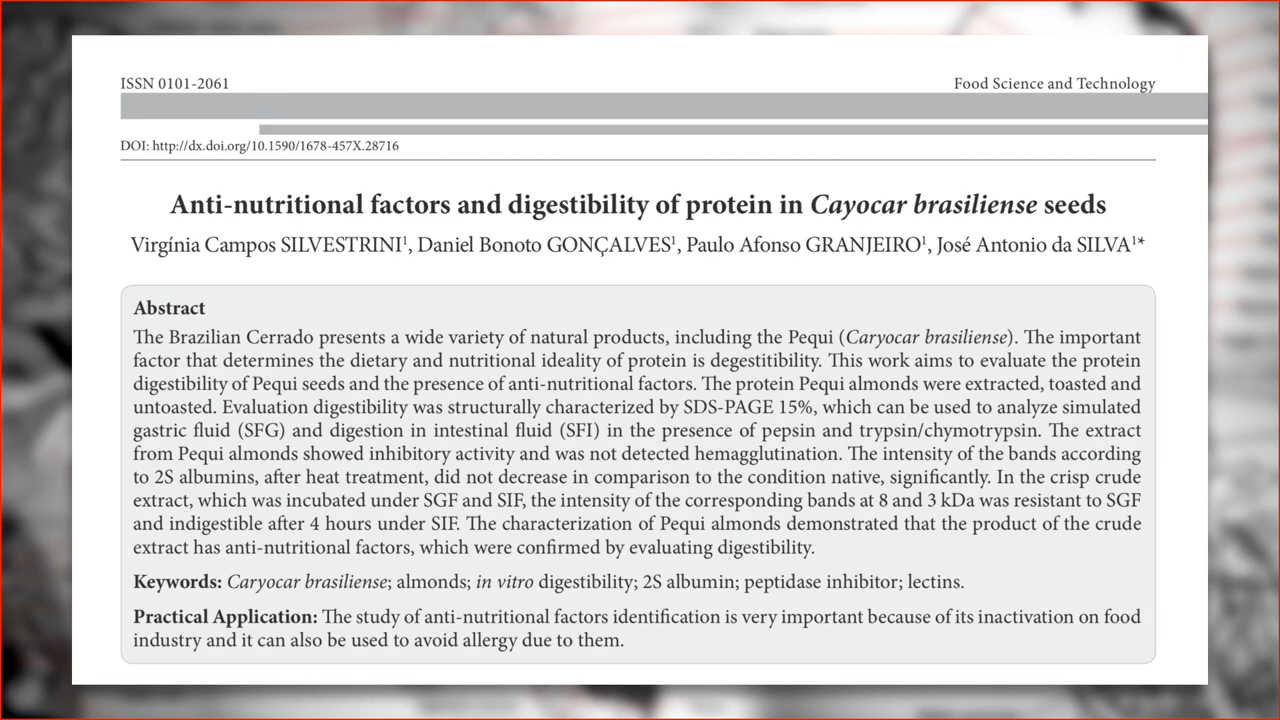 ISSN 0101-2061
Food Science and Technology
DOI: http://dx.doi.org/10.1590/1678-457X.28716
Anti-nutritional factors and digestibility of protein in Cayocar brasiliense seeds
Virgínia Campos SILVESTRINI¹, Daniel Bonoto GONÇALVES¹, Paulo Afonso GRANJEIRO¹, José Antonio da SILVA¹*
Abstract
The Brazilian Cerrado presents a wide variety of natural products, including the Pequi (Caryocar brasiliense). The important
factor that determines the dietary and nutritional ideality of protein is degestitibility. This work aims to evaluate the protein
digestibility of Pequi seeds and the presence of anti-nutritional factors. The protein Pequi almonds were extracted, toasted and
untoasted. Evaluation digestibility was structurally characterized by SDS-PAGE 15%, which can be used to analyze simulated
gastric fluid (SFG) and digestion in intestinal fluid (SFI) in the presence of pepsin and trypsin/chymotrypsin. The extract
from Pequi almonds showed inhibitory activity and was not detected hemagglutination. The intensity of the bands according
to 2S albumins, after heat treatment, did not decrease in comparison to the condition native, significantly. In the crisp crude
extract, which was incubated under SGF and SIF, the intensity of the corresponding bands at 8 and 3 kDa was resistant to SGF
and indigestible after 4 hours under SIF. The characterization of Pequi almonds demonstrated that the product of the crude
extract has anti-nutritional factors, which were confirmed by evaluating digestibility.
Keywords: Caryocar brasiliense; almonds; in vitro digestibility; 2S albumin; peptidase inhibitor; lectins.
Practical Application: The study of anti-nutritional factors identification is very important because of its inactivation on food
industry and it can also be used to avoid allergy due to them.